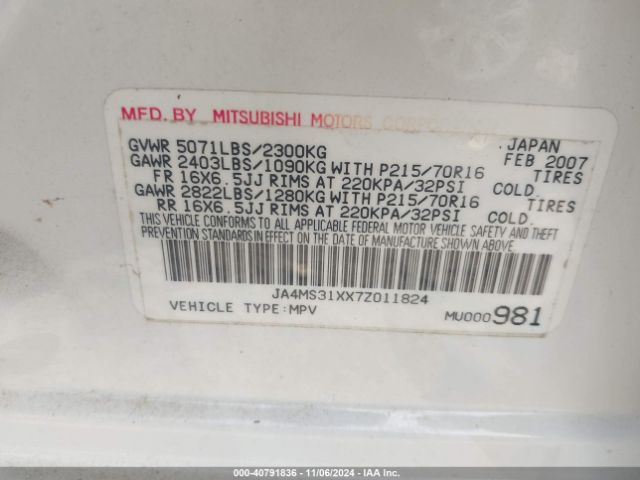 MFD. BY MITSUBISHI MOTORS CORPORATION JAPAN
GVWR 5071LBS/2300KG FEB 2007
GAWR 2403LBS/1090KG WITH P215/70R16 TIRES
FR 16X6.5JJ RIMS AT 220KPA/32PSI COLD.
GAWR 2822LBS/1280KG WITH P215/70R16 TIRES
RR 16X6.5JJ RIMS AT 220KPA/32PSI COLD.
THIS VEHICLE CONFORMS TO ALL APPLICABLE FEDERAL MOTOR VEHICLE SAFETY AND THEFT
PREVENTION STANDARDS IN EFFECT ON THE DATE OF MANUFACTURE SHOWN ABOVE.
JA4MS31XX7Z011824
VEHICLE TYPE:MPV MU000981
000-40791836 - 11/06/2024 - IAA Inc.